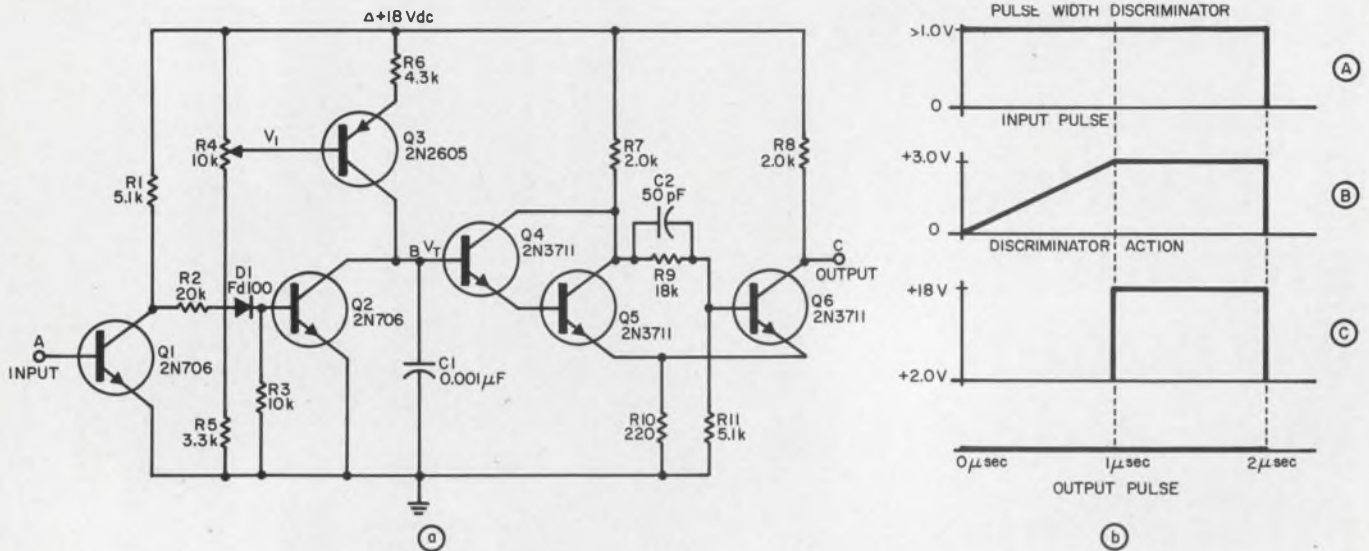 Δ+18 Vdc
R6
4.3k
R4
10k
V1
Q3
2N2605
R1
5.1k
R7
2.0k
R8
2.0k
C2
50 pF
Q4
2N3711
B
VT
R9
18k
C
OUTPUT
R2
20k
D1
Fd100
Q2
2N706
Q5
2N3711
Q6
2N3711
A
INPUT
Q1
2N706
R3
10k
C1
0.001μF
R5
3.3k
R10
220
R11
5.1k
a
PULSE WIDTH DISCRIMINATOR
>1.0V
0
INPUT PULSE
A
+3.0V
0
DISCRIMINATOR ACTION
B
+18V
+2.0V
C
0μsec
1μsec
2μsec
OUTPUT PULSE
b